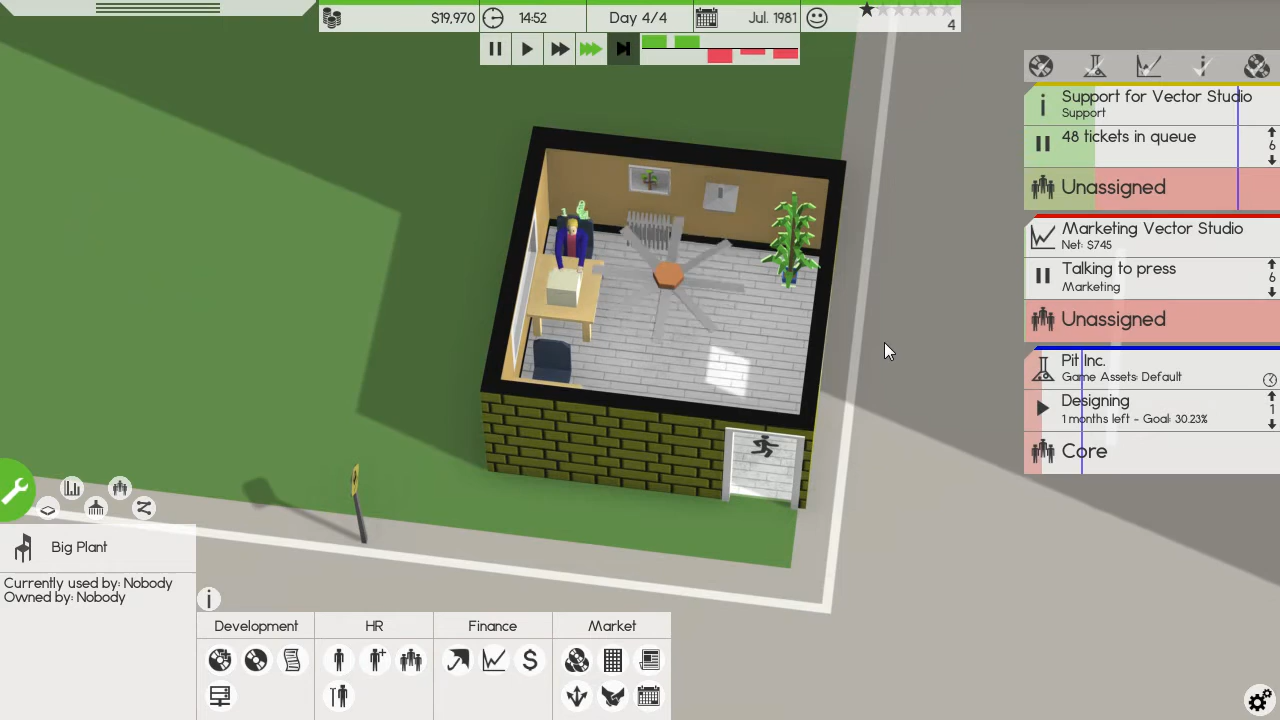 $19,970
14:52
Day 4/4
Jul. 1981
4
Support for Vector Studio
Support
48 tickets in queue
6
Unassigned
Marketing Vector Studio
Net: $745
Talking to press
Marketing
6
Unassigned
Pit Inc.
Game Assets: Default
Designing
1 months left - Goal: 30.23%
1
Core
Big Plant
Currently used by: Nobody
Owned by: Nobody
Development
HR
Finance
Market